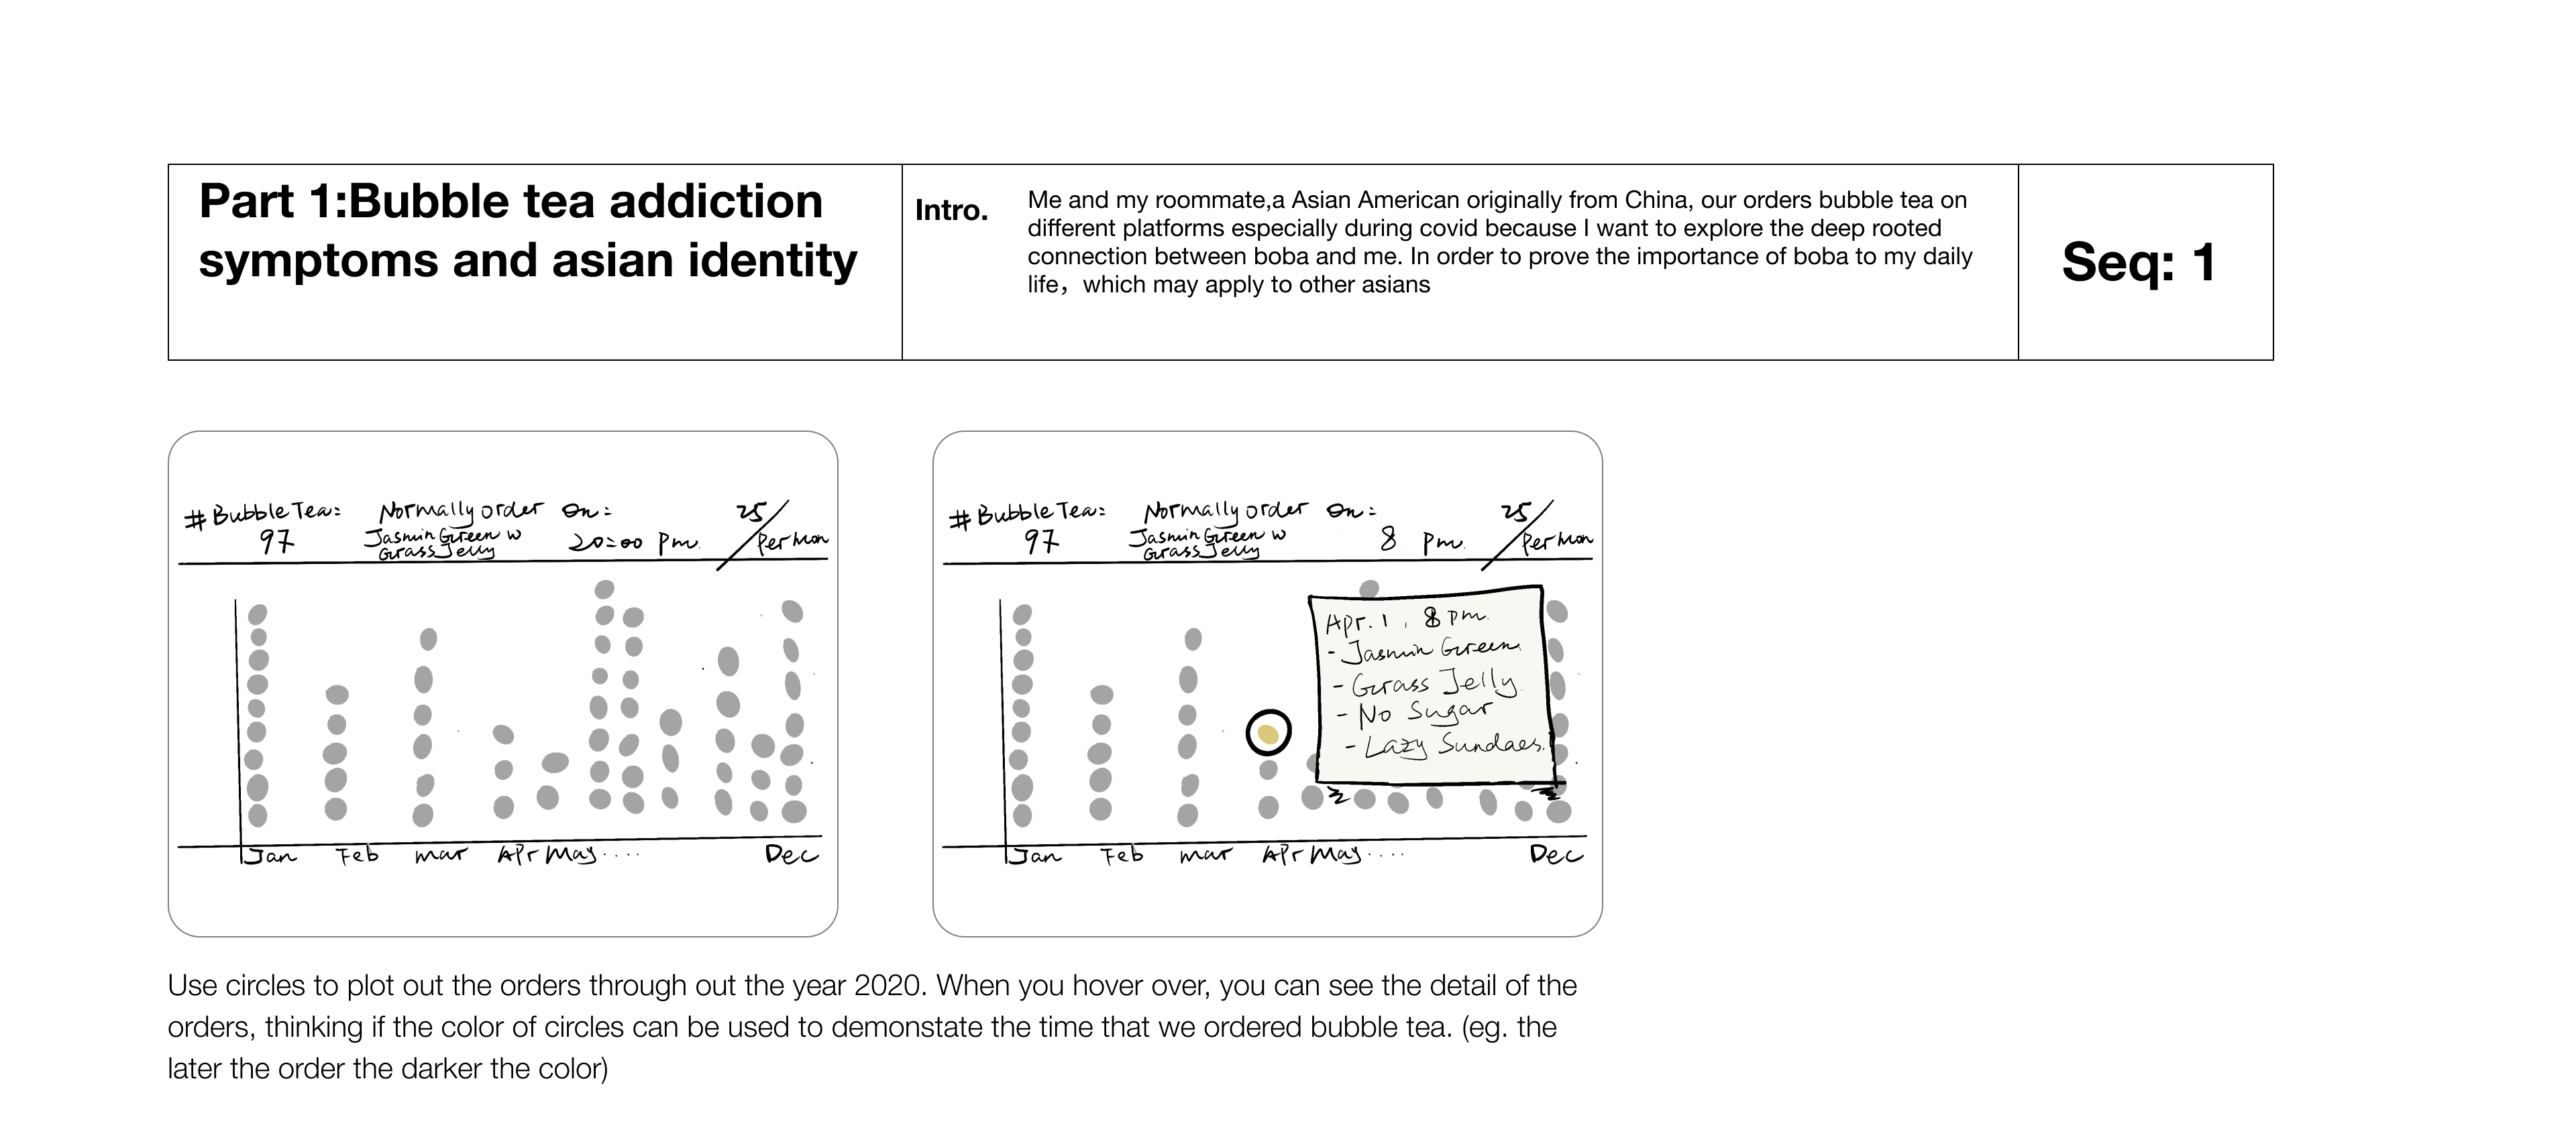 Part 1:Bubble tea addiction
symptoms and asian identity
Intro.
Me and my roommate,a Asian American originally from China, our orders bubble tea on
different platforms especially during covid because I want to explore the deep rooted
connection between boba and me. In order to prove the importance of boba to my daily
life，which may apply to other asians
Seq: 1
# Bubble Tea:
97
Normally order
Jasmin Green w
Grass Jelly
On:
20:00 Pm.
25/
Per Mon
Jan Feb mar Apr May.... Dec
# Bubble Tea:
97
Normally order
Jasmin Green w
Grass Jelly
On:
8 Pm.
25/
Per Mon
Apr. 1, 8 pm.
- Jasmin Green.
- Grass Jelly.
- No Sugar
- Lazy Sundaes.
Jan Feb mar Apr May.... Dec
Use circles to plot out the orders through out the year 2020. When you hover over, you can see the detail of the
orders, thinking if the color of circles can be used to demonstate the time that we ordered bubble tea. (eg. the
later the order the darker the color)